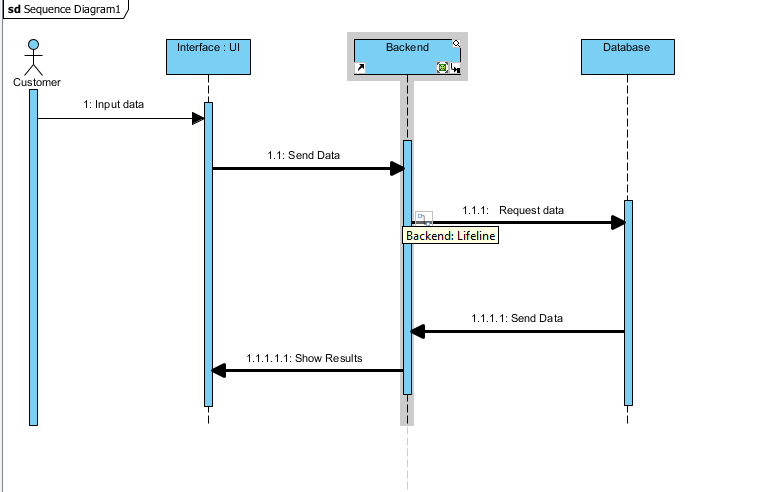 sd Sequence Diagram1
Interface : UI
Backend
Database
Customer
1: Input data
1.1: Send Data
1.1.1: Request data
Backend: Lifeline
1.1.1.1: Send Data
1.1.1.1.1: Show Results